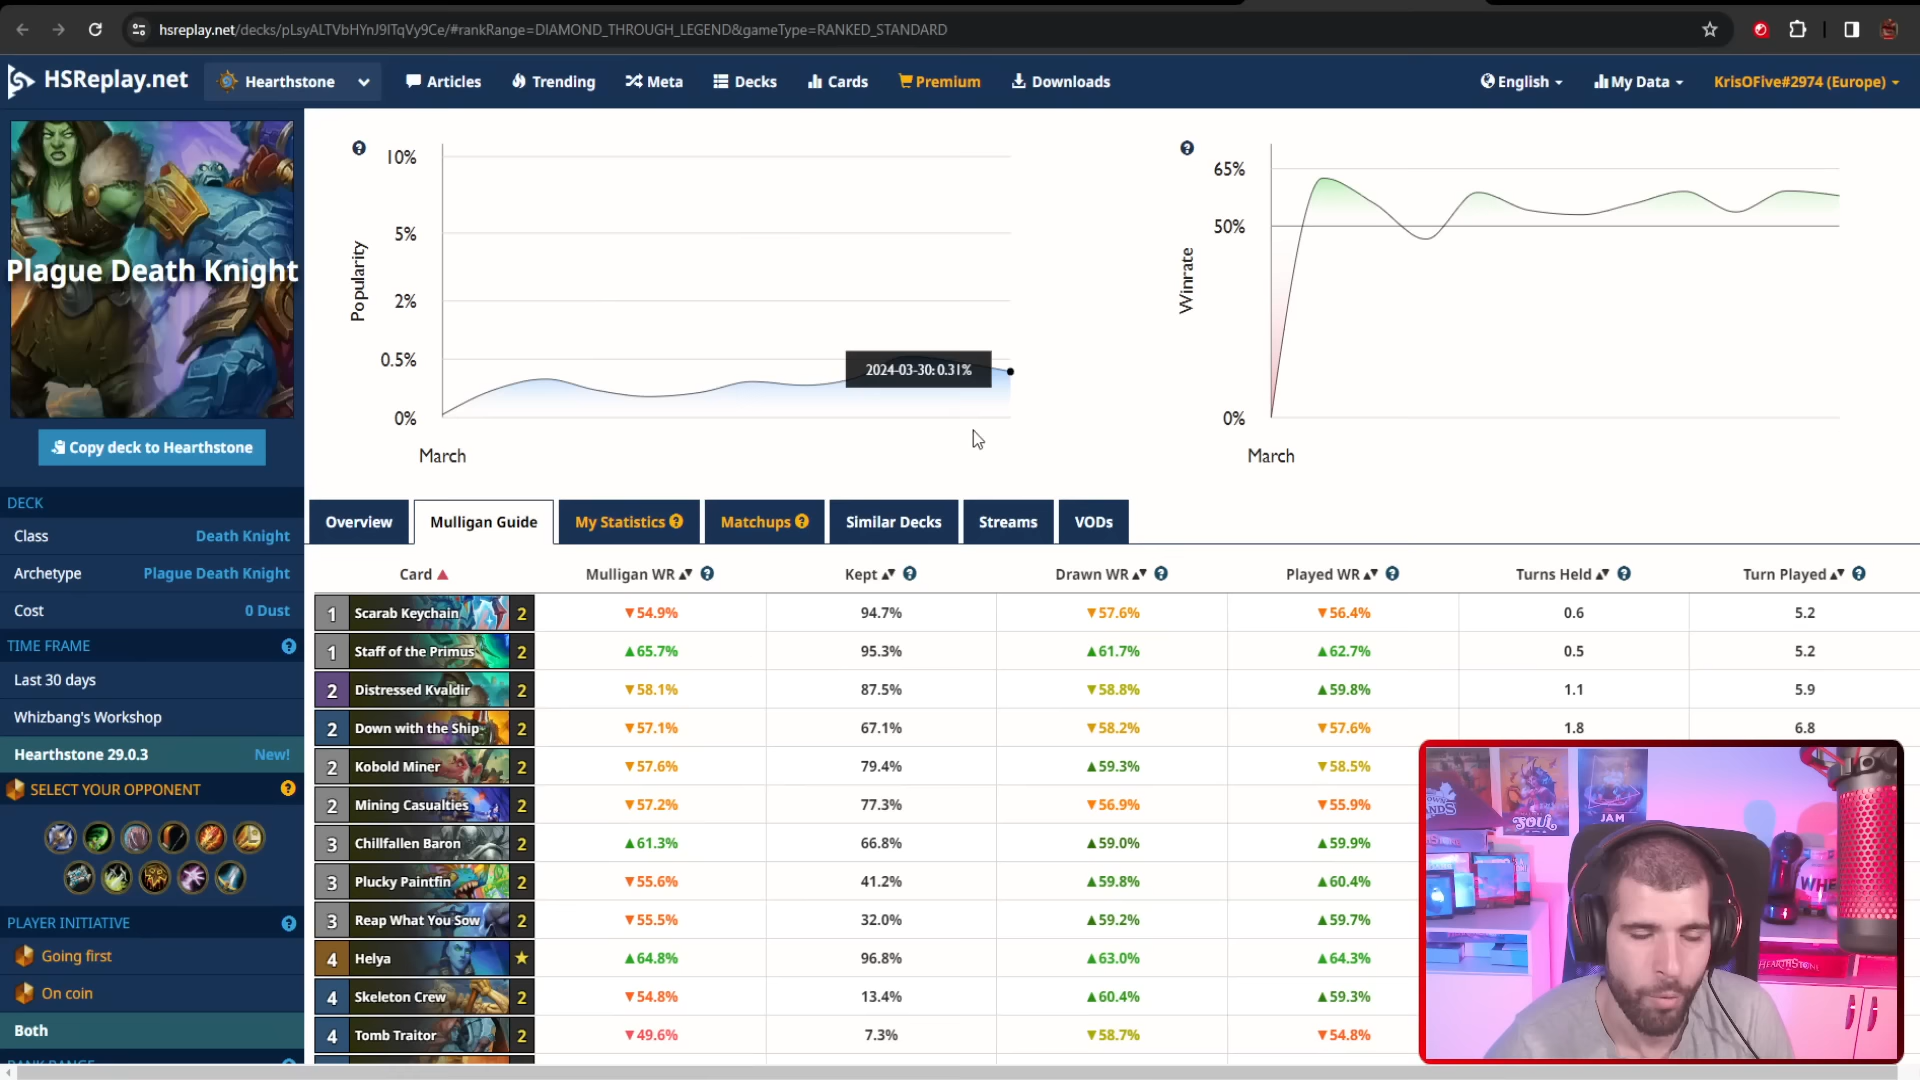 hsreplay.net/decks/pLsyALTVbHYnJ9ITqVy9Ce/#rankRange=DIAMOND_THROUGH_LEGEND&gameType=RANKED_STANDARD
HSReplay.net Hearthstone Articles Trending Meta Decks Cards Premium Downloads English My Data KrisOFive#2974 (Europe)
Plague Death Knight
Copy deck to Hearthstone
DECK
Class Death Knight
Archetype Plague Death Knight
Cost 0 Dust
TIME FRAME ?
Last 30 days
Whizbang's Workshop
Hearthstone 29.0.3 New!
SELECT YOUR OPPONENT ?
PLAYER INITIATIVE ?
Going first
On coin
Both
RANK RANGE
?
Popularity
10%
5%
2%
0.5%
0%
2024-03-30: 0.31%
March
?
Winrate
65%
50%
0%
March
Overview Mulligan Guide My Statistics ? Matchups ? Similar Decks Streams VODs
Card ▲ Mulligan WR ▲▼ ? Kept ▲▼ ? Drawn WR ▲▼ ? Played WR ▲▼ ? Turns Held ▲▼ ? Turn Played ▲▼ ?
1 Scarab Keychain 2 ▼54.9% 94.7% ▼57.6% ▼56.4% 0.6 5.2
1 Staff of the Primus 2 ▲65.7% 95.3% ▲61.7% ▲62.7% 0.5 5.2
2 Distressed Kvaldir 2 ▼58.1% 87.5% ▼58.8% ▲59.8% 1.1 5.9
2 Down with the Ship 2 ▼57.1% 67.1% ▼58.2% ▼57.6% 1.8 6.8
2 Kobold Miner 2 ▼57.6% 79.4% ▲59.3% ▼58.5%
2 Mining Casualties 2 ▼57.2% 77.3% ▼56.9% ▼55.9%
3 Chillfallen Baron 2 ▲61.3% 66.8% ▲59.0% ▲59.9%
3 Plucky Paintfin 2 ▼55.6% 41.2% ▲59.8% ▲60.4%
3 Reap What You Sow 2 ▼55.5% 32.0% ▲59.2% ▲59.7%
4 Helya ★ ▲64.8% 96.8% ▲63.0% ▲64.3%
4 Skeleton Crew 2 ▼54.8% 13.4% ▲60.4% ▲59.3%
4 Tomb Traitor 2 ▼49.6% 7.3% ▼58.7% ▼54.8%
SOUL
JAM
HEARTHSTONE